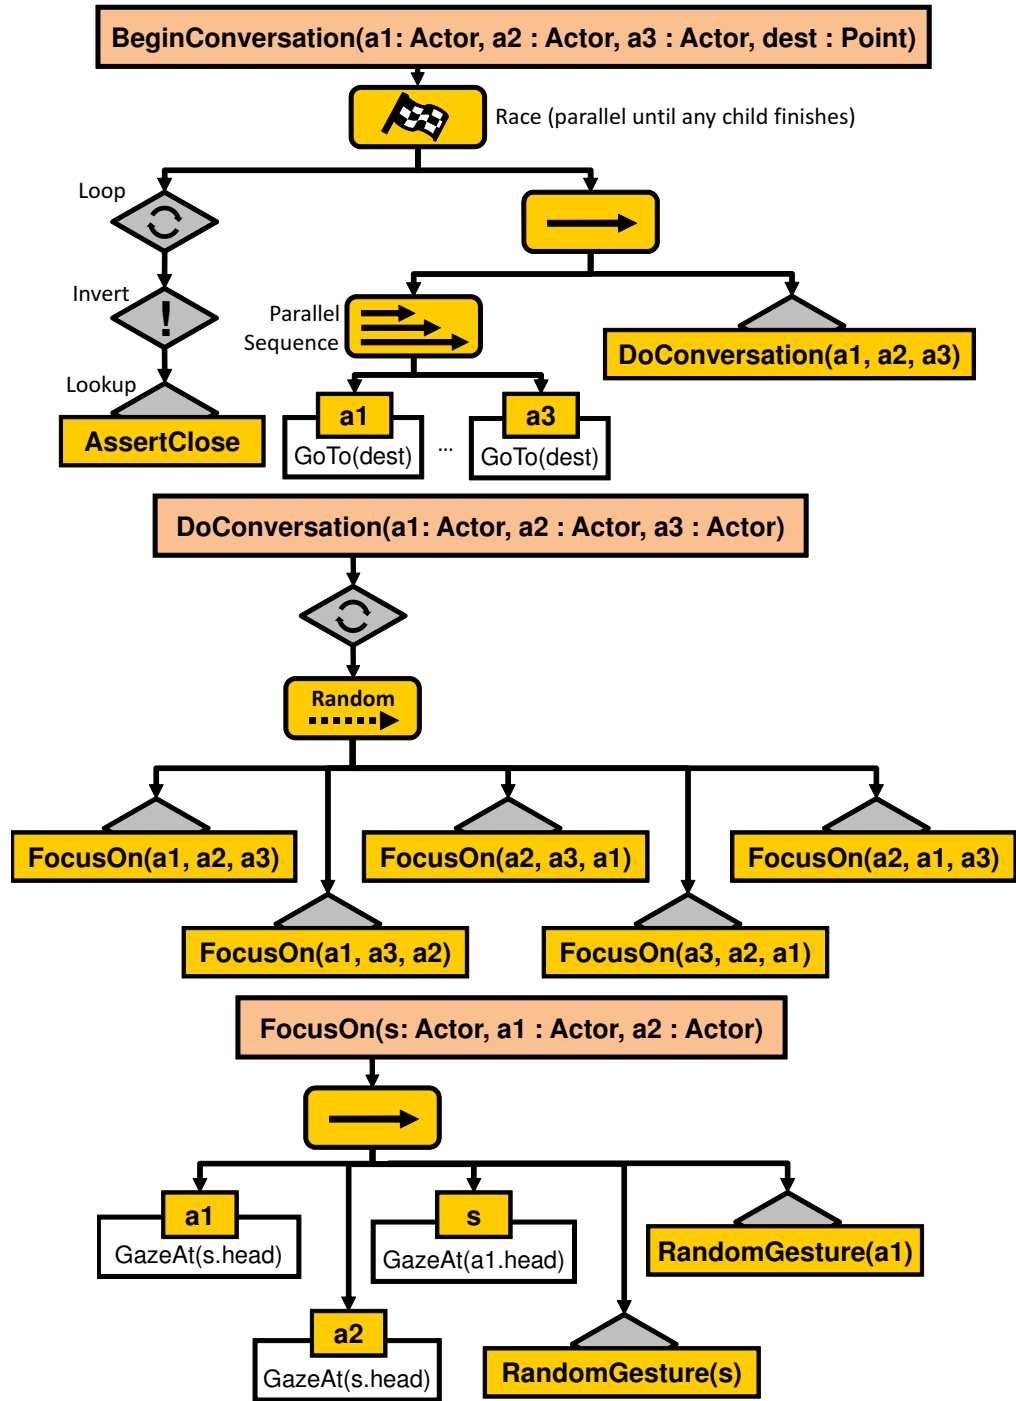 BeginConversation(a1: Actor, a2 : Actor, a3 : Actor, dest : Point)
Race (parallel until any child finishes)
Loop
Invert
!
Parallel
Sequence
DoConversation(a1, a2, a3)
Lookup
AssertClose
a1
GoTo(dest)
...
a3
GoTo(dest)
DoConversation(a1: Actor, a2 : Actor, a3 : Actor)
Random
FocusOn(a1, a2, a3)
FocusOn(a2, a3, a1)
FocusOn(a2, a1, a3)
FocusOn(a1, a3, a2)
FocusOn(a3, a2, a1)
FocusOn(s: Actor, a1 : Actor, a2 : Actor)
a1
GazeAt(s.head)
s
GazeAt(a1.head)
RandomGesture(a1)
a2
GazeAt(s.head)
RandomGesture(s)